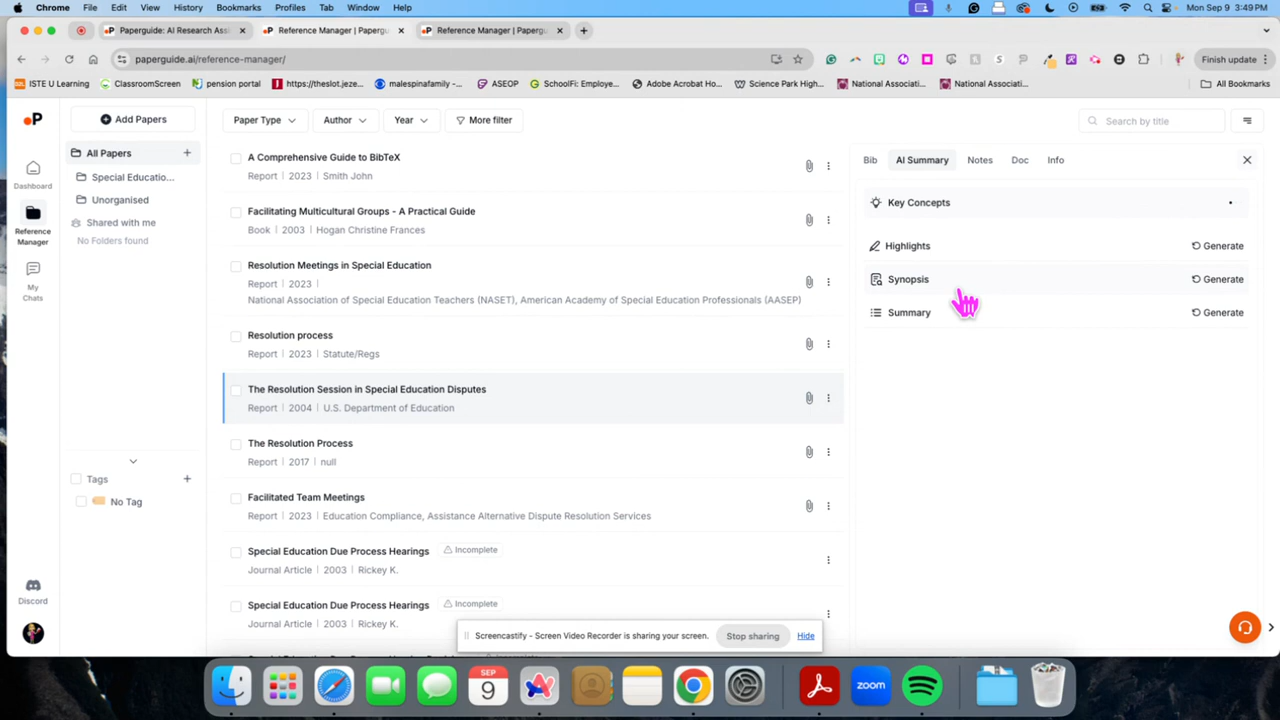 Chrome File Edit View History Bookmarks Profiles Tab Window Help Mon Sep 9 3:49 PM
Paperguide: AI Research Assi Reference Manager | Papergu Reference Manager | Papergu
paperguide.ai/reference-manager/ Finish update
ISTE U Learning ClassroomScreen pension portal https://theslot.jeze... malespinafamily -... ASEOP SchoolFi: Employe... Adobe Acrobat Ho... Science Park High... National Associati... National Associati... All Bookmarks
Add Papers
All Papers
Special Educatio...
Unorganised
Shared with me
No Folders found
Dashboard
Reference Manager
My Chats
Tags
No Tag
Discord
Paper Type Author Year More filter Search by title
A Comprehensive Guide to BibTeX
Report | 2023 | Smith John
Facilitating Multicultural Groups - A Practical Guide
Book | 2003 | Hogan Christine Frances
Resolution Meetings in Special Education
Report | 2023 |
National Association of Special Education Teachers (NASET), American Academy of Special Education Professionals (AASEP)
Resolution process
Report | 2023 | Statute/Regs
The Resolution Session in Special Education Disputes
Report | 2004 | U.S. Department of Education
The Resolution Process
Report | 2017 | null
Facilitated Team Meetings
Report | 2023 | Education Compliance, Assistance Alternative Dispute Resolution Services
Special Education Due Process Hearings Incomplete
Journal Article | 2003 | Rickey K.
Special Education Due Process Hearings Incomplete
Journal Article | 2003 | Rickey K.
Bib AI Summary Notes Doc Info
Key Concepts
Highlights Generate
Synopsis Generate
Summary Generate
Screencastify - Screen Video Recorder is sharing your screen. Stop sharing Hide
SEP
9
zoom